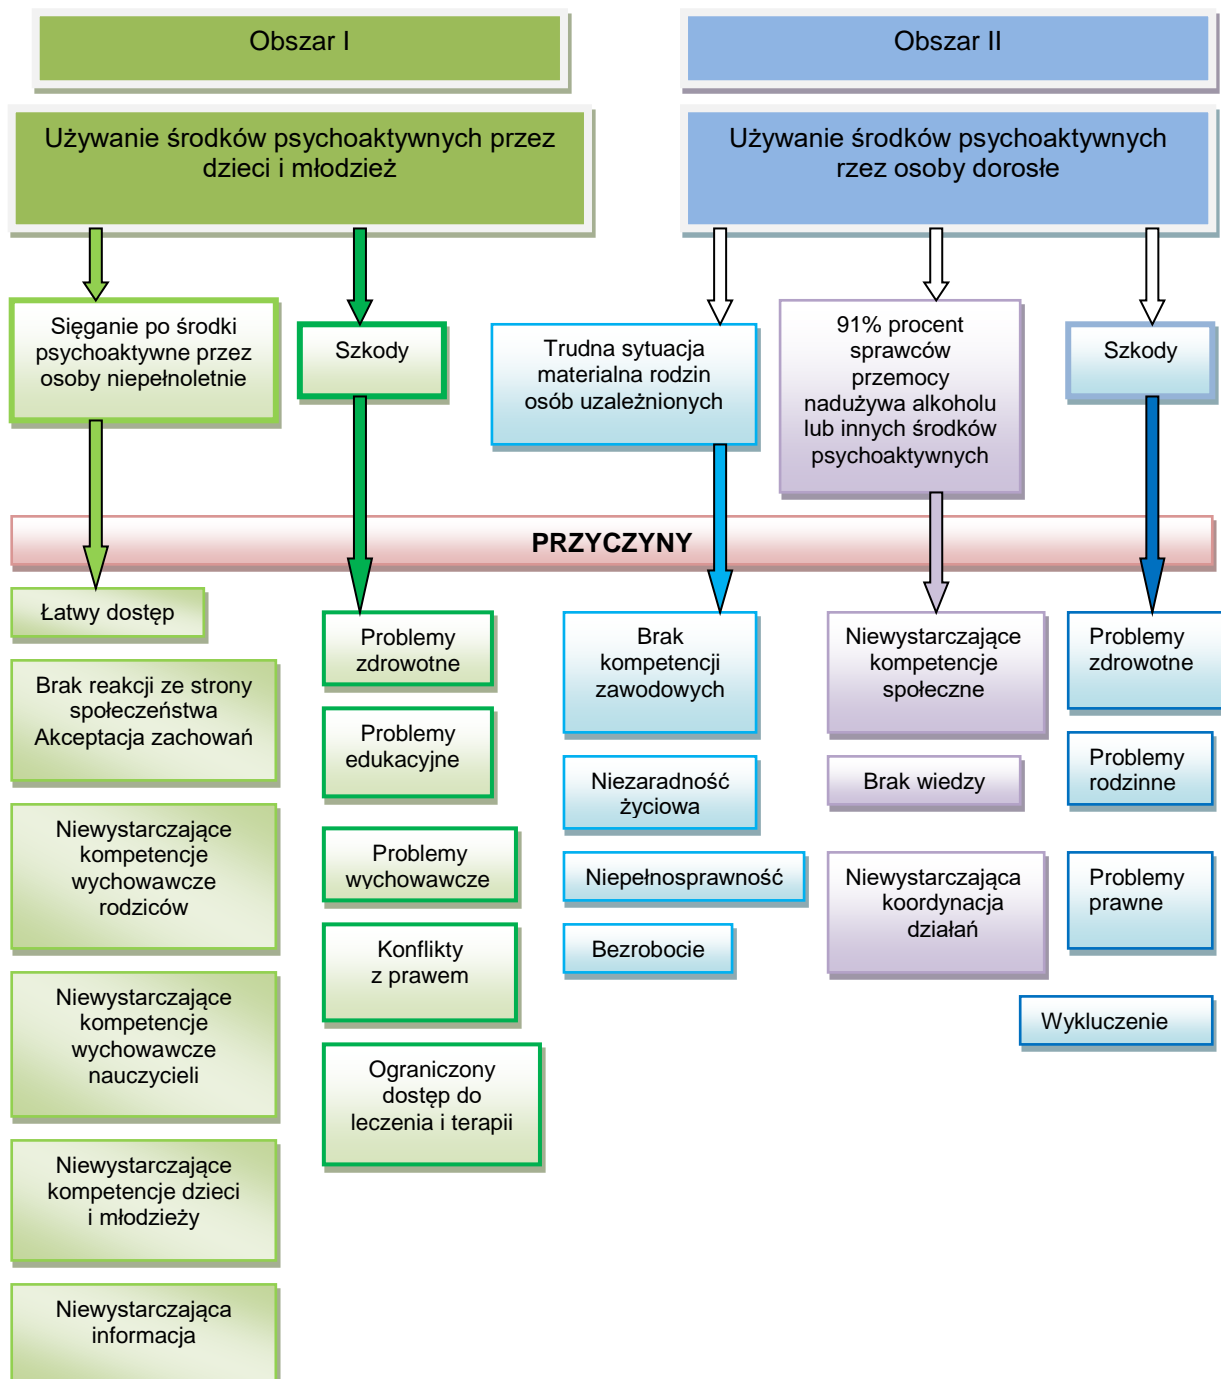 Obszar I
Obszar II
Używanie środków psychoaktywnych przez
dzieci i młodzież
Używanie środków psychoaktywnych
rzez osoby dorosłe
Sięganie po środki
psychoaktywne przez
osoby niepełnoletnie
Szkody
Trudna sytuacja
materialna rodzin
osób uzależnionych
91% procent
sprawców
przemocy
nadużywa alkoholu
lub innych środków
psychoaktywnych
Szkody
PRZYCZYNY
Łatwy dostęp
Brak reakcji ze strony
społeczeństwa
Akceptacja zachowań
Niewystarczające
kompetencje
wychowawcze
rodziców
Niewystarczające
kompetencje
wychowawcze
nauczycieli
Niewystarczające
kompetencje dzieci
i młodzieży
Niewystarczająca
informacja
Problemy
zdrowotne
Problemy
edukacyjne
Problemy
wychowawcze
Konflikty
z prawem
Ograniczony
dostęp do
leczenia i terapii
Brak
kompetencji
zawodowych
Niezaradność
życiowa
Niepełnosprawność
Bezrobocie
Niewystarczające
kompetencje
społeczne
Brak wiedzy
Niewystarczająca
koordynacja
działań
Problemy
zdrowotne
Problemy
rodzinne
Problemy
prawne
Wykluczenie